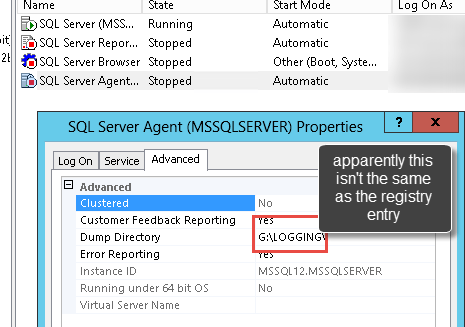 Name State Start Mode Log On As
SQL Server (MSS... Running Automatic
SQL Server Repor... Stopped Automatic
SQL Server Browser Stopped Other (Boot, Syste...
SQL Server Agent... Stopped Automatic
SQL Server Agent (MSSQLSERVER) Properties ? x
Log On Service Advanced
Advanced
Clustered No
Customer Feedback Reporting Yes
Dump Directory G:\LOGGING\
Error Reporting Yes
Instance ID MSSQL12.MSSQLSERVER
Running under 64 bit OS No
Virtual Server Name
apparently this
isn't the same
as the registry
entry